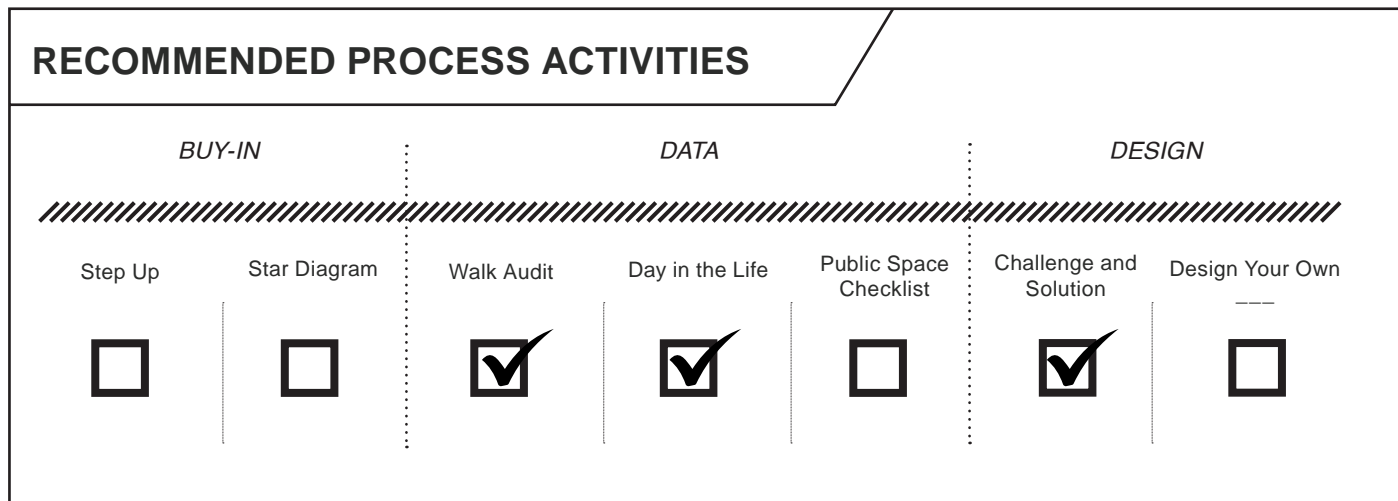 RECOMMENDED PROCESS ACTIVITIES
BUY-IN
DATA
DESIGN
Step Up
Star Diagram
Walk Audit
Day in the Life
Public Space
Checklist
Challenge and
Solution
Design Your Own
___